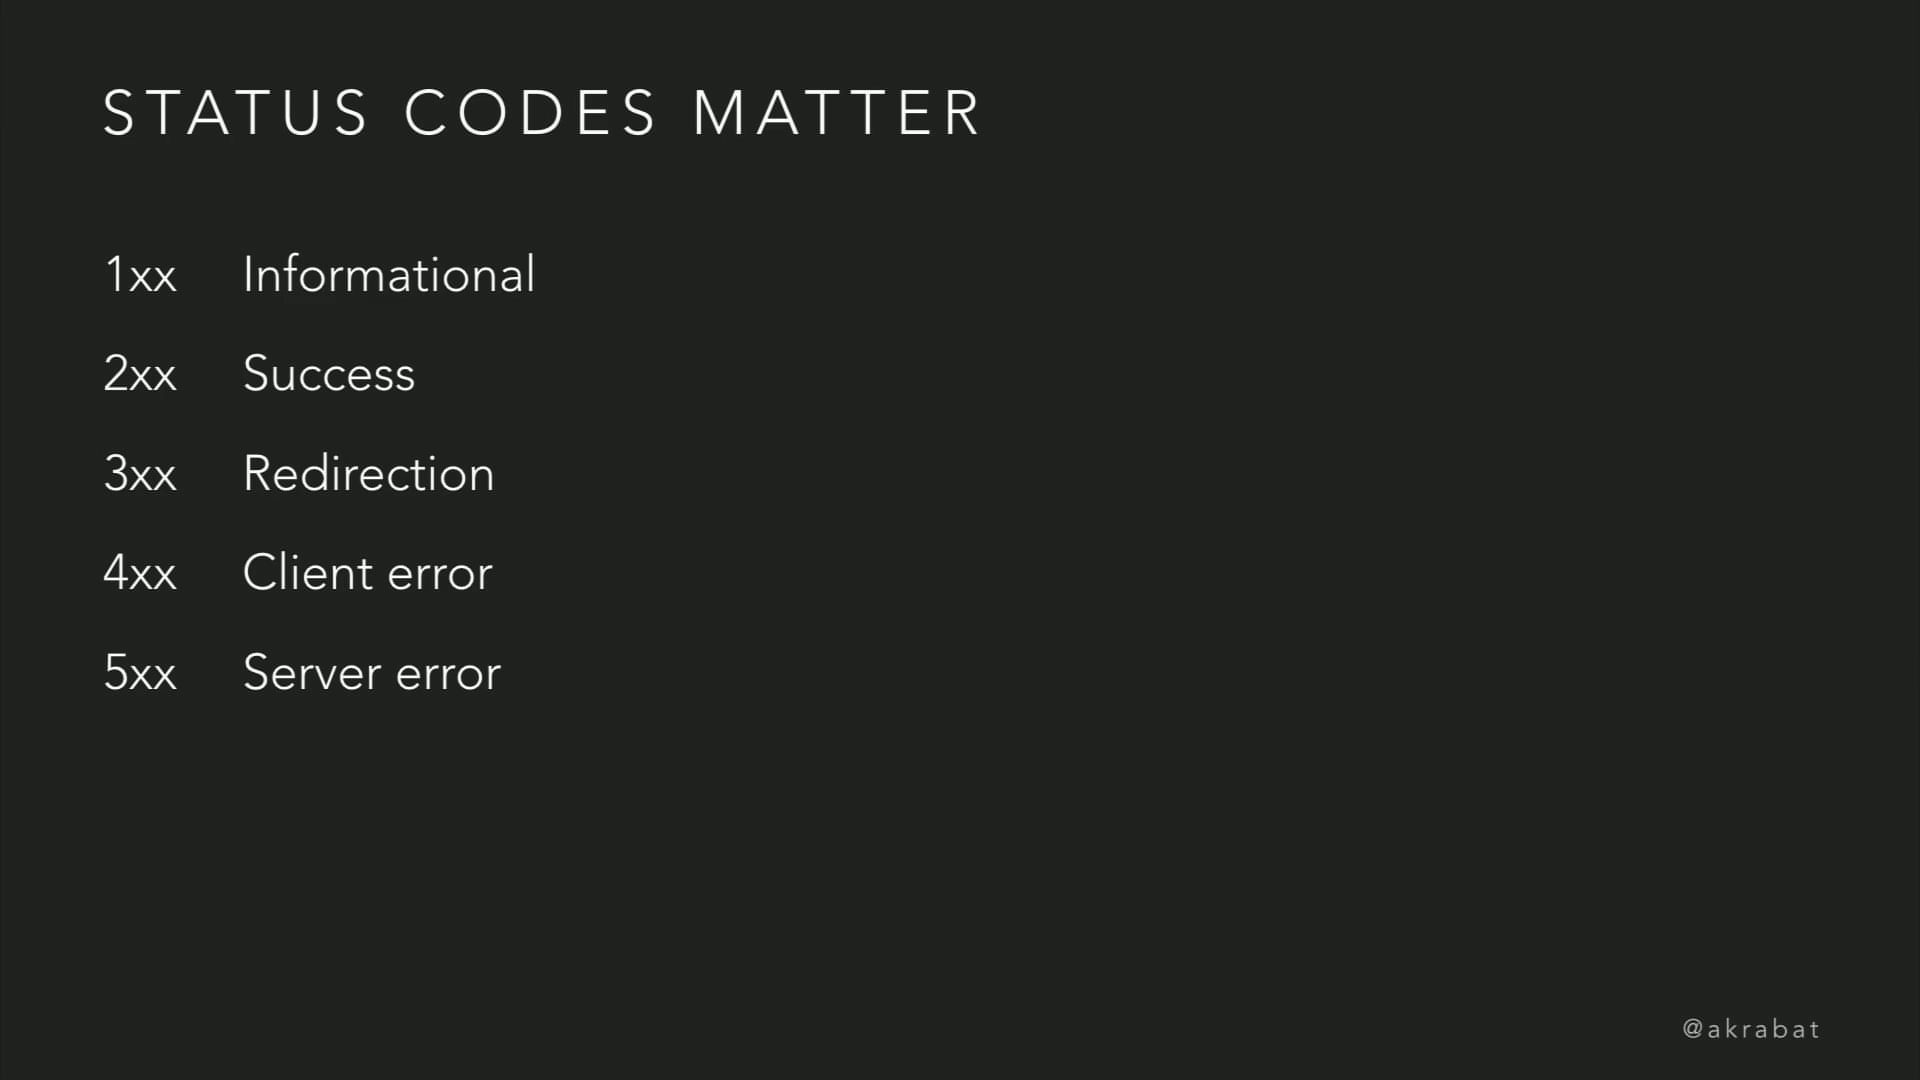 STATUS CODES MATTER
1xx Informational
2xx Success
3xx Redirection
4xx Client error
5xx Server error
@akrabat